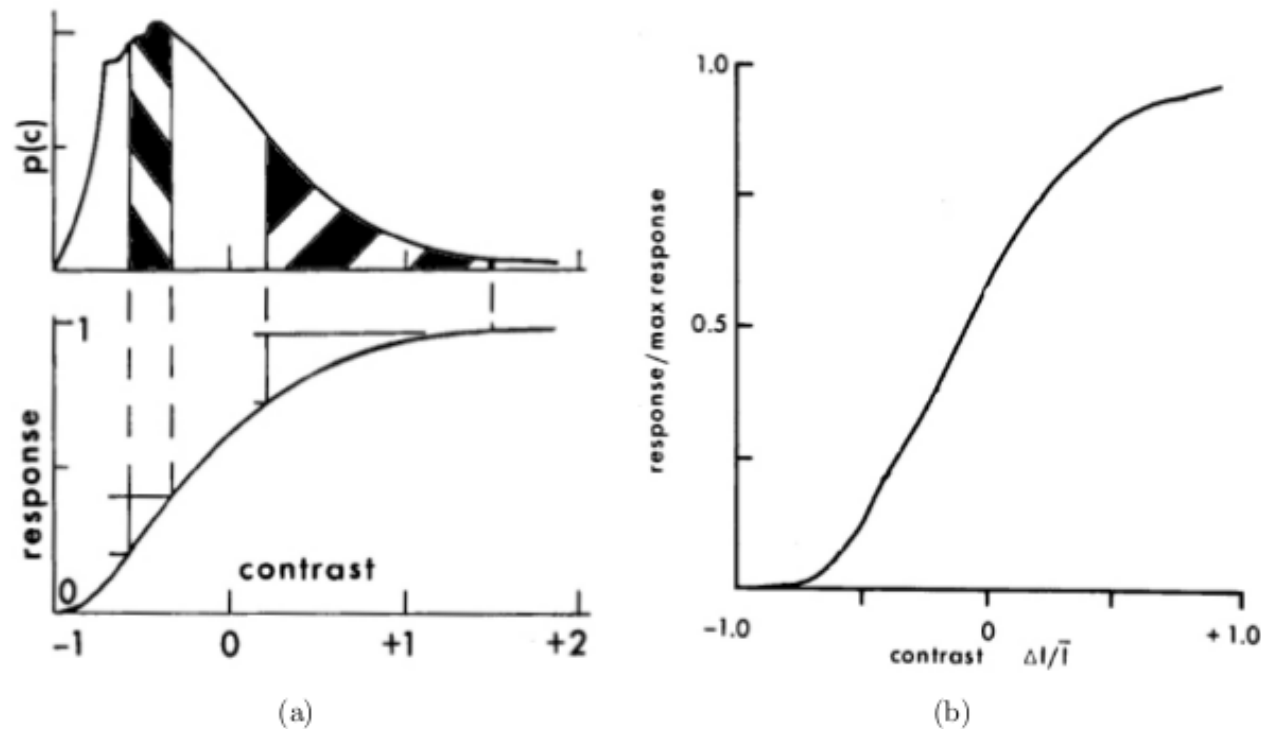 p(c)
1
response
0
contrast
-1 0 +1 +2
(a)
1.0
response/max response
0.5
-1.0 0 +1.0
contrast ΔI/Ī
(b)